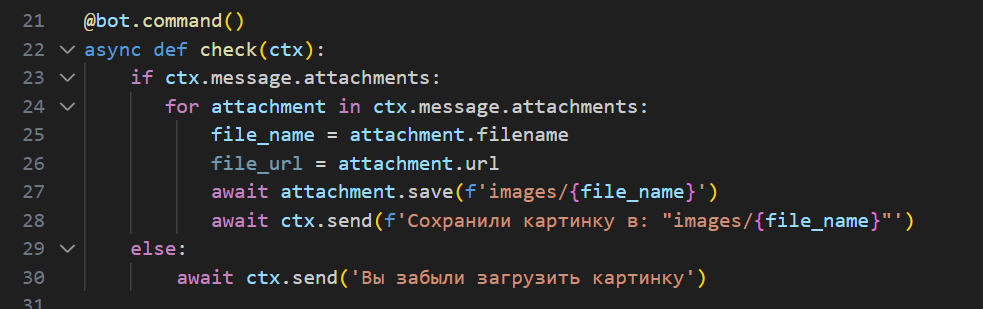 21 @bot.command()
22 async def check(ctx):
23     if ctx.message.attachments:
24        for attachment in ctx.message.attachments:
25            file_name = attachment.filename
26            file_url = attachment.url
27            await attachment.save(f'images/{file_name}')
28            await ctx.send(f'Сохранили картинку в: "images/{file_name}"')
29     else:
30         await ctx.send('Вы забыли загрузить картинку')
31